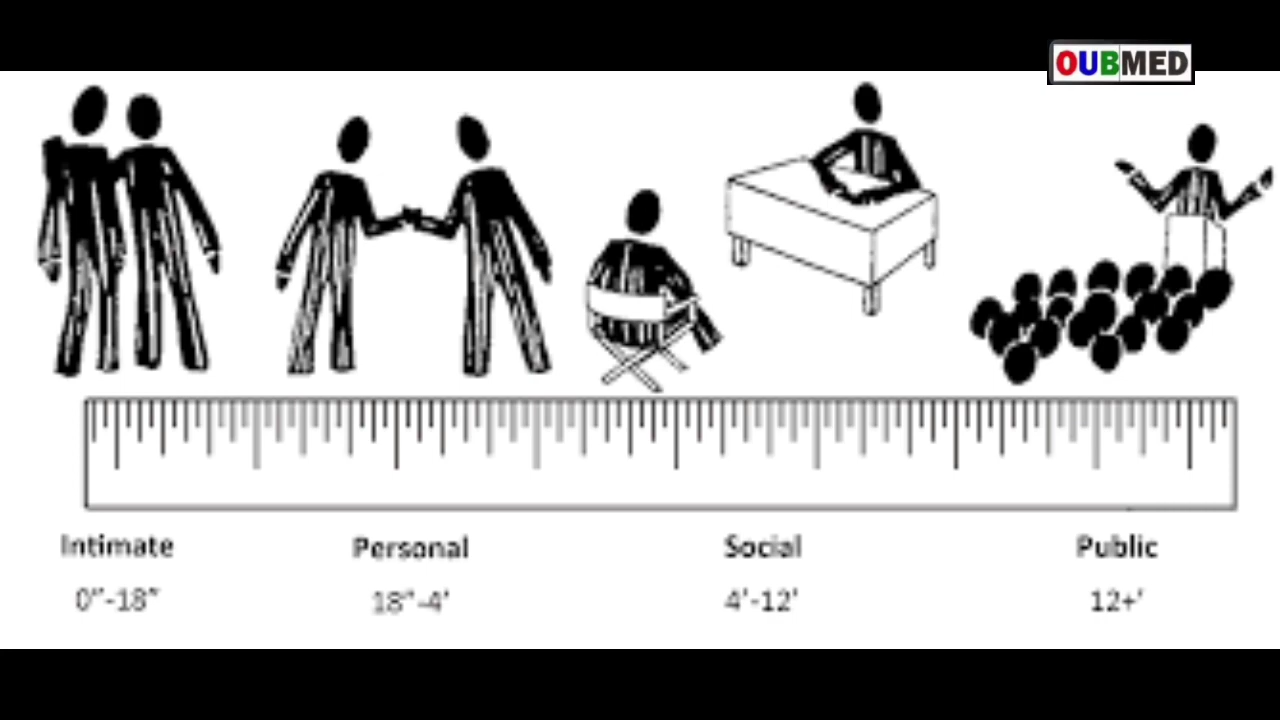 OUBMED
Intimate Personal Social Public
0"-18" 18"-4' 4'-12' 12+'